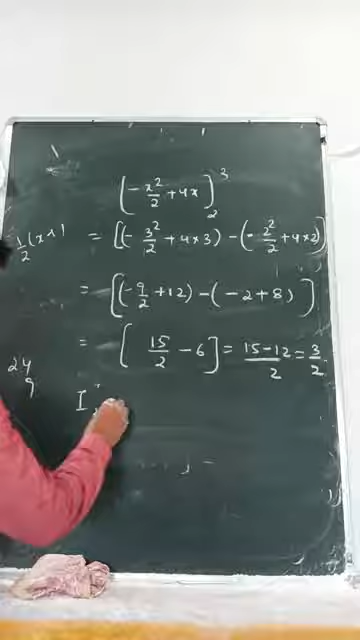 (-x²/2 + 4x)₂³
1/2 (x+1) = [(-3²/2 + 4×3) - (-2²/2 + 4×2)]
= [(-9/2 + 12) - (-2 + 8)]
= [15/2 - 6] = 15-12/2 = 3/2
24
9
I